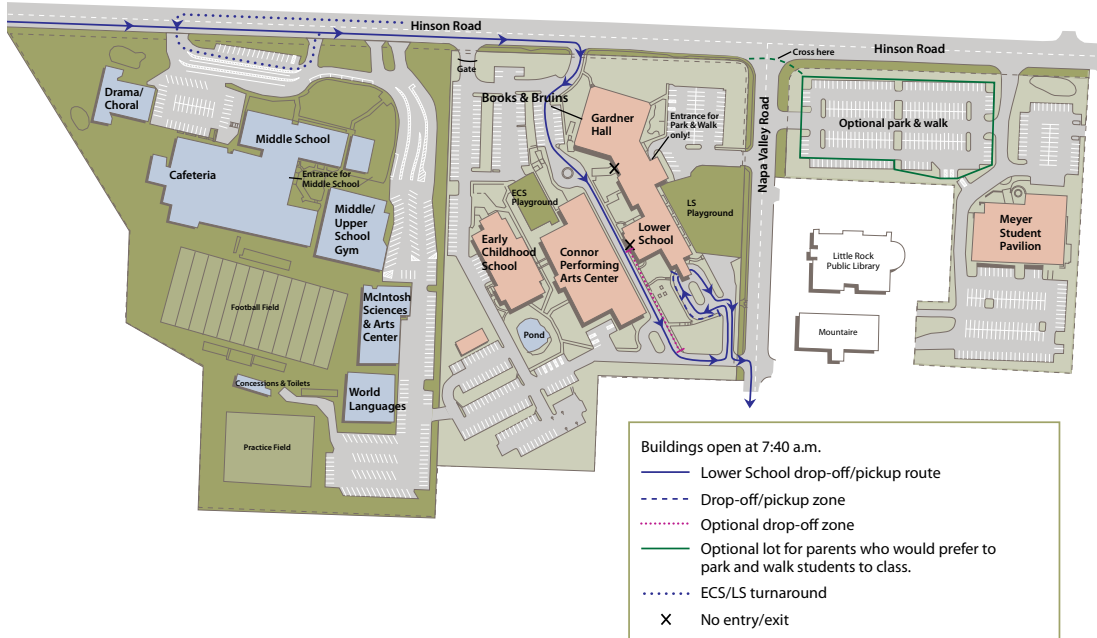 Hinson Road
Hinson Road
Cross here
Gate
Drama/
Choral
Books & Bruins
Gardner
Hall
Entrance for
Park & Walk
only!
Napa Valley Road
Optional park & walk
Middle School
Cafeteria
Entrance for
Middle School
ECS
Playground
LS
Playground
Middle/
Upper
School
Gym
Early
Childhood
School
Connor
Performing
Arts Center
Lower
School
Meyer
Student
Pavilion
Little Rock
Public Library
McIntosh
Sciences
& Arts
Center
Football Field
Pond
Mountaire
Concessions & Toilets
World
Languages
Practice Field
Buildings open at 7:40 a.m.
Lower School drop-off/pickup route
Drop-off/pickup zone
Optional drop-off zone
Optional lot for parents who would prefer to
park and walk students to class.
ECS/LS turnaround
No entry/exit